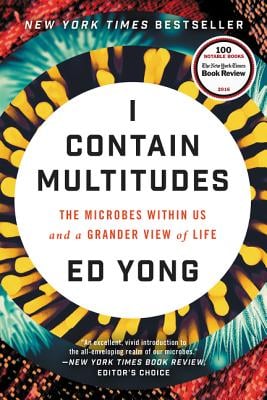 NEW YORK TIMES BESTSELLER
100
NOTABLE BOOKS
The New York Times
Book Review
2016
I
CONTAIN
MULTITUDES
THE MICROBES WITHIN US
and a GRANDER VIEW of LIFE
ED YONG
"An excellent, vivid introduction to
the all-enveloping realm of our microbes."
—NEW YORK TIMES BOOK REVIEW,
EDITOR'S CHOICE